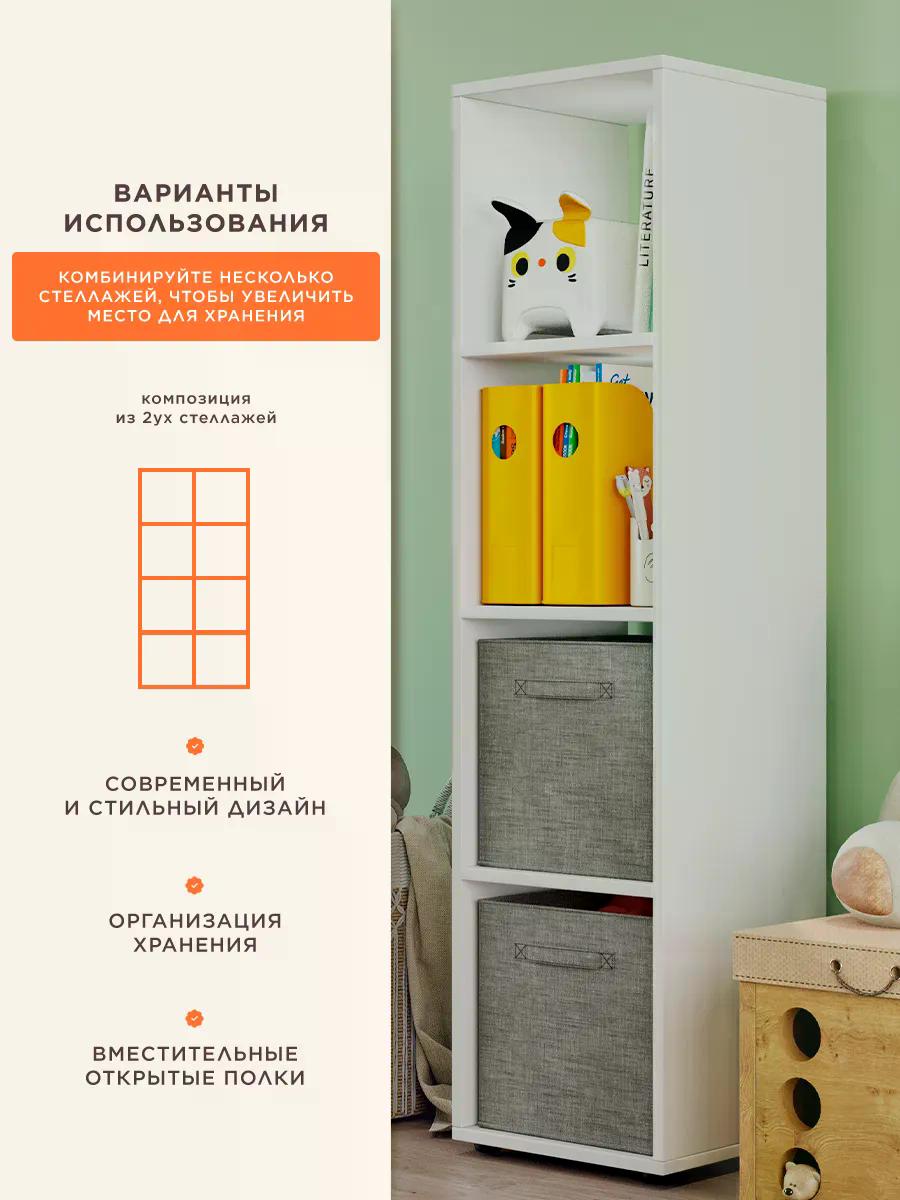 ВАРИАНТЫ
ИСПОЛЬЗОВАНИЯ
КОМБИНИРУЙТЕ НЕСКОЛЬКО
СТЕЛЛАЖЕЙ, ЧТОБЫ УВЕЛИЧИТЬ
МЕСТО ДЛЯ ХРАНЕНИЯ
композиция
из 2ух стеллажей
СОВРЕМЕННЫЙ
И СТИЛЬНЫЙ ДИЗАЙН
ОРГАНИЗАЦИЯ
ХРАНЕНИЯ
ВМЕСТИТЕЛЬНЫЕ
ОТКРЫТЫЕ ПОЛКИ
LITERATURE
Get